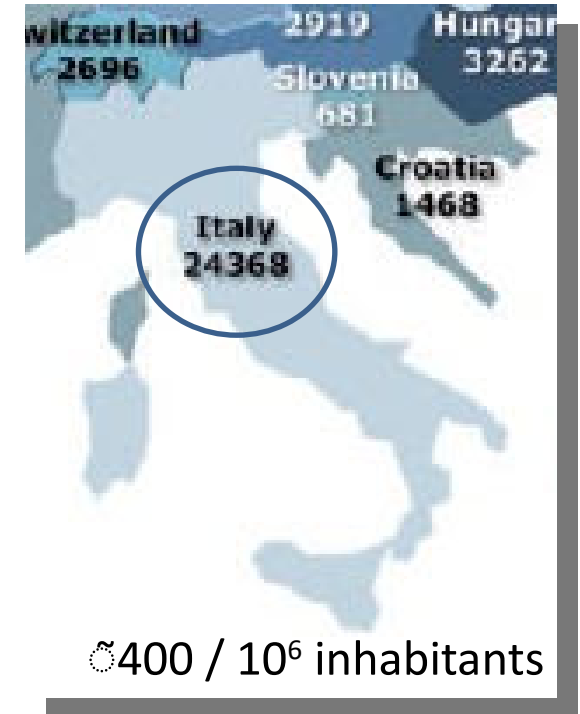 witzerland
2696
2919
Hungar
3262
Slovenia
681
Croatia
1468
Italy
24368
~400 / 10⁶ inhabitants